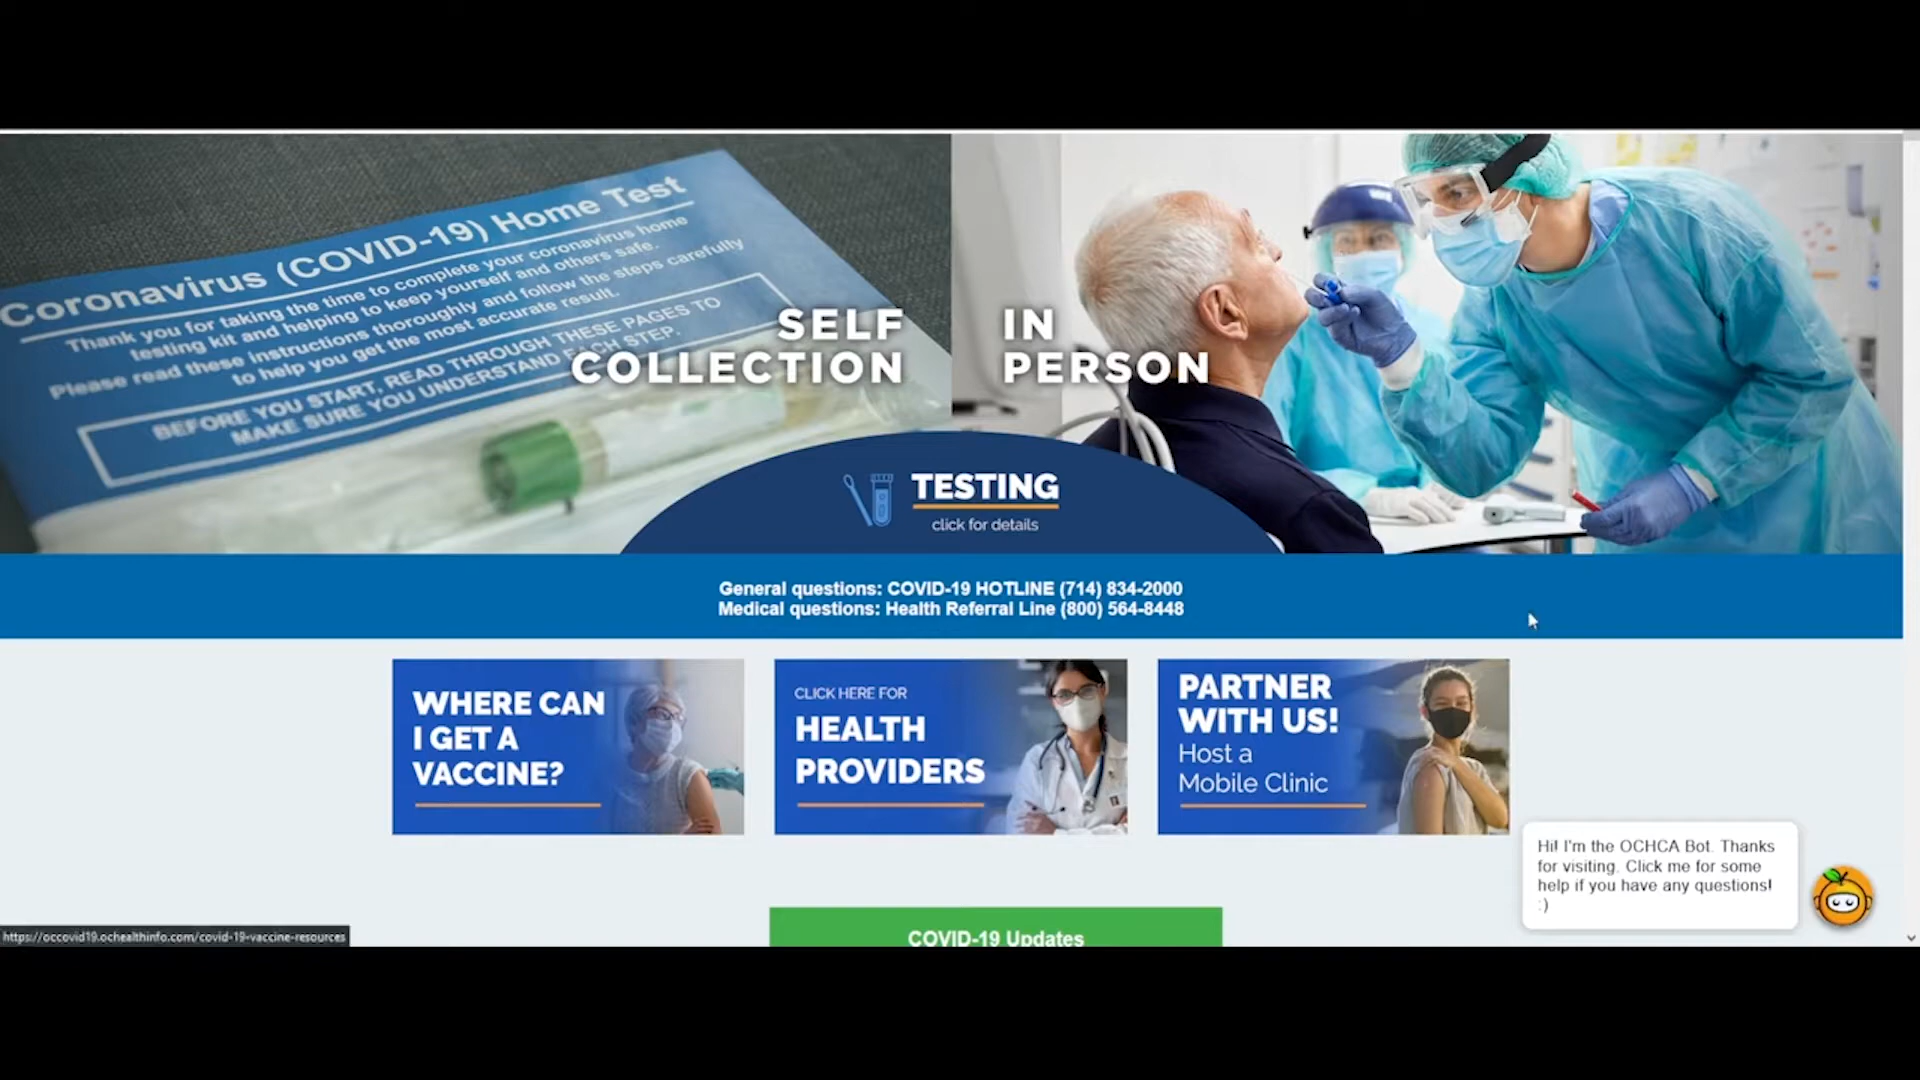 Coronavirus (COVID-19) Home Test
Thank you for taking the time to complete your coronavirus home
testing kit and helping to keep yourself and others safe.
Please read these instructions thoroughly and follow the steps carefully
to help you get the most accurate result.
BEFORE YOU START, READ THROUGH THESE PAGES TO
MAKE SURE YOU UNDERSTAND EACH STEP.
SELF
COLLECTION
IN
PERSON
TESTING
click for details
General questions: COVID-19 HOTLINE (714) 834-2000
Medical questions: Health Referral Line (800) 564-8448
WHERE CAN
I GET A
VACCINE?
CLICK HERE FOR
HEALTH
PROVIDERS
PARTNER
WITH US!
Host a
Mobile Clinic
Hi! I'm the OCHCA Bot. Thanks
for visiting. Click me for some
help if you have any questions!
:)
COVID-19 Updates
https://occovid19.ochealthinfo.com/covid-19-vaccine-resources